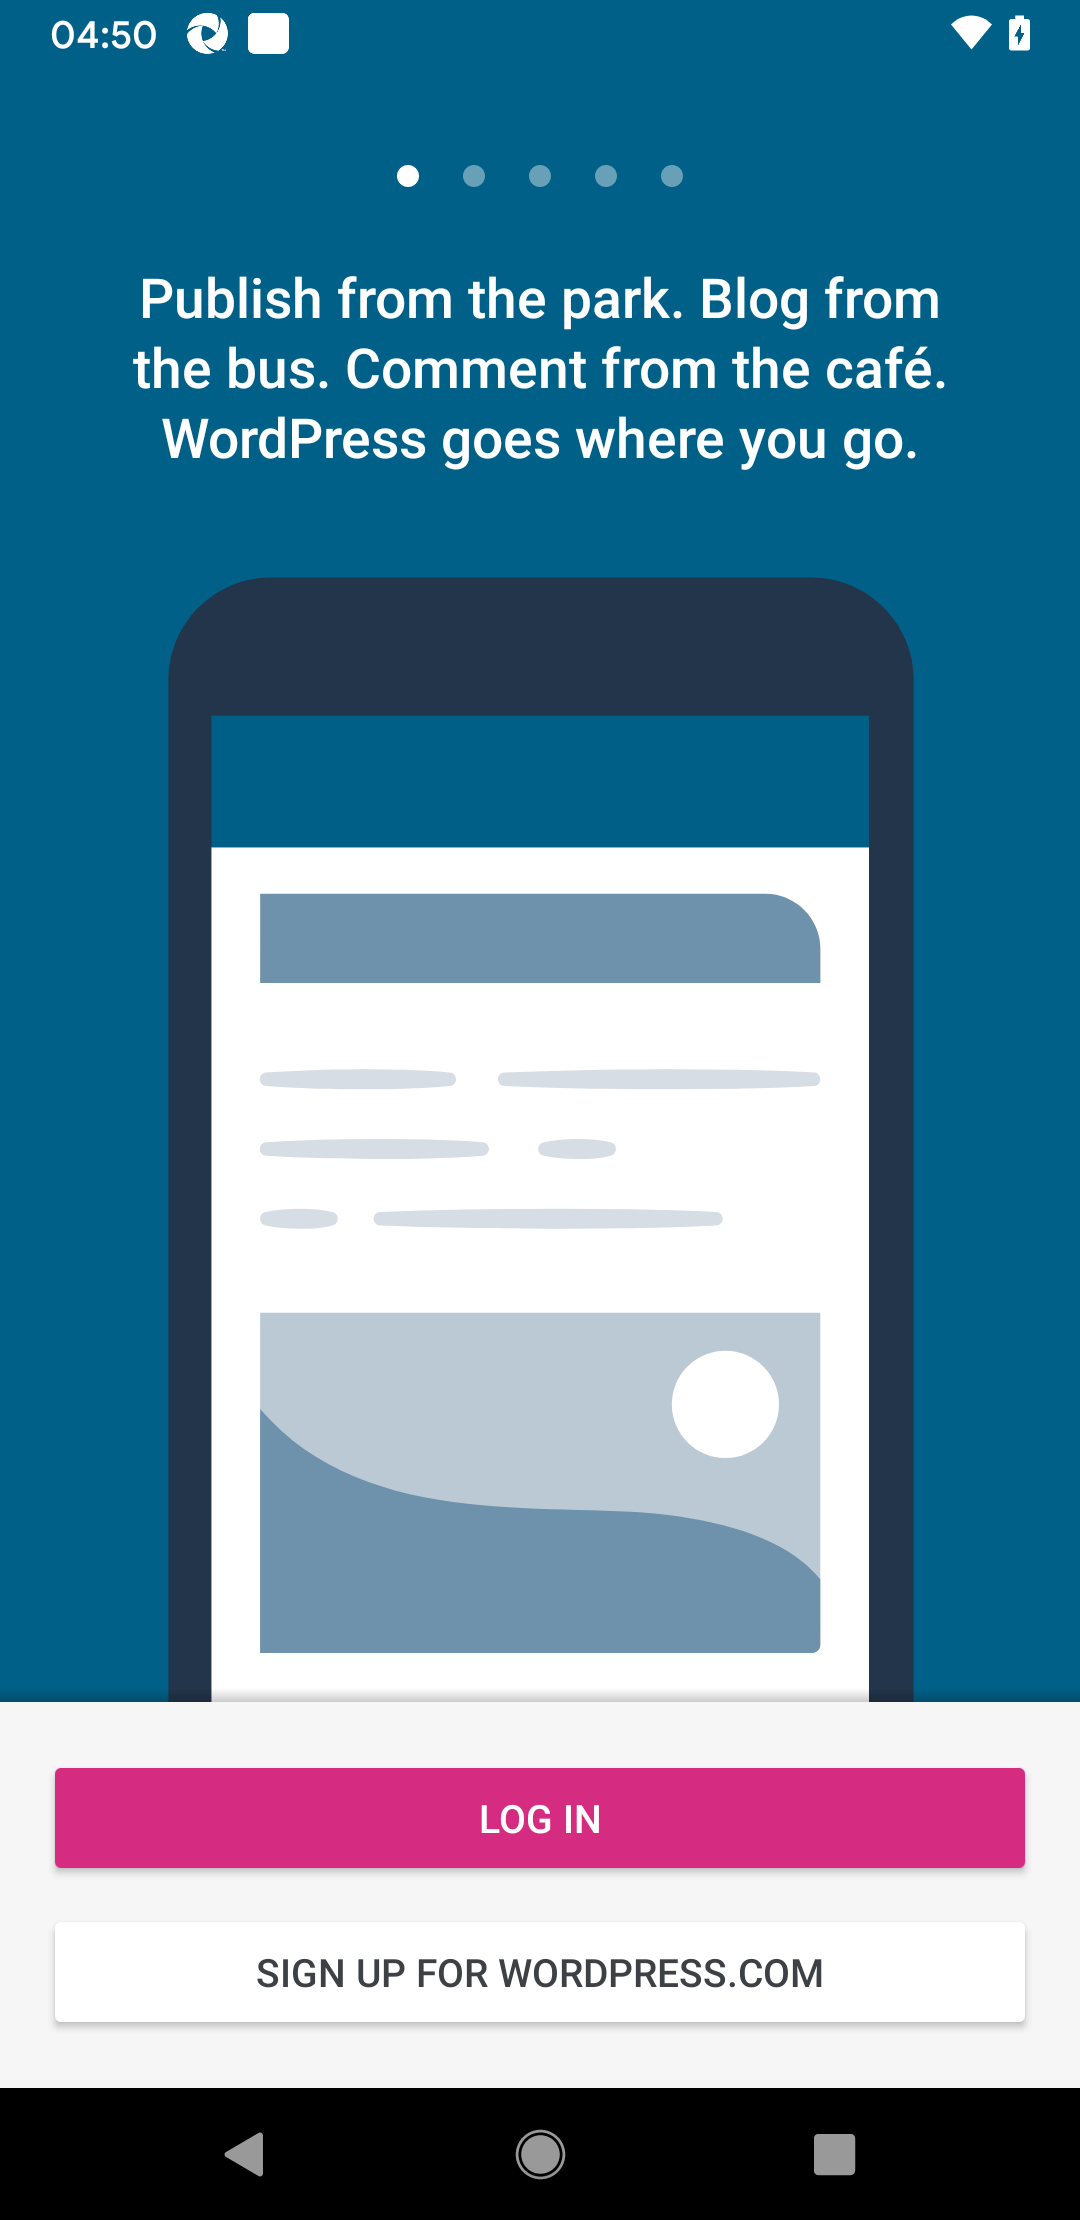 04:50
Publish from the park. Blog from
the bus. Comment from the café.
WordPress goes where you go.
LOG IN
SIGN UP FOR WORDPRESS.COM